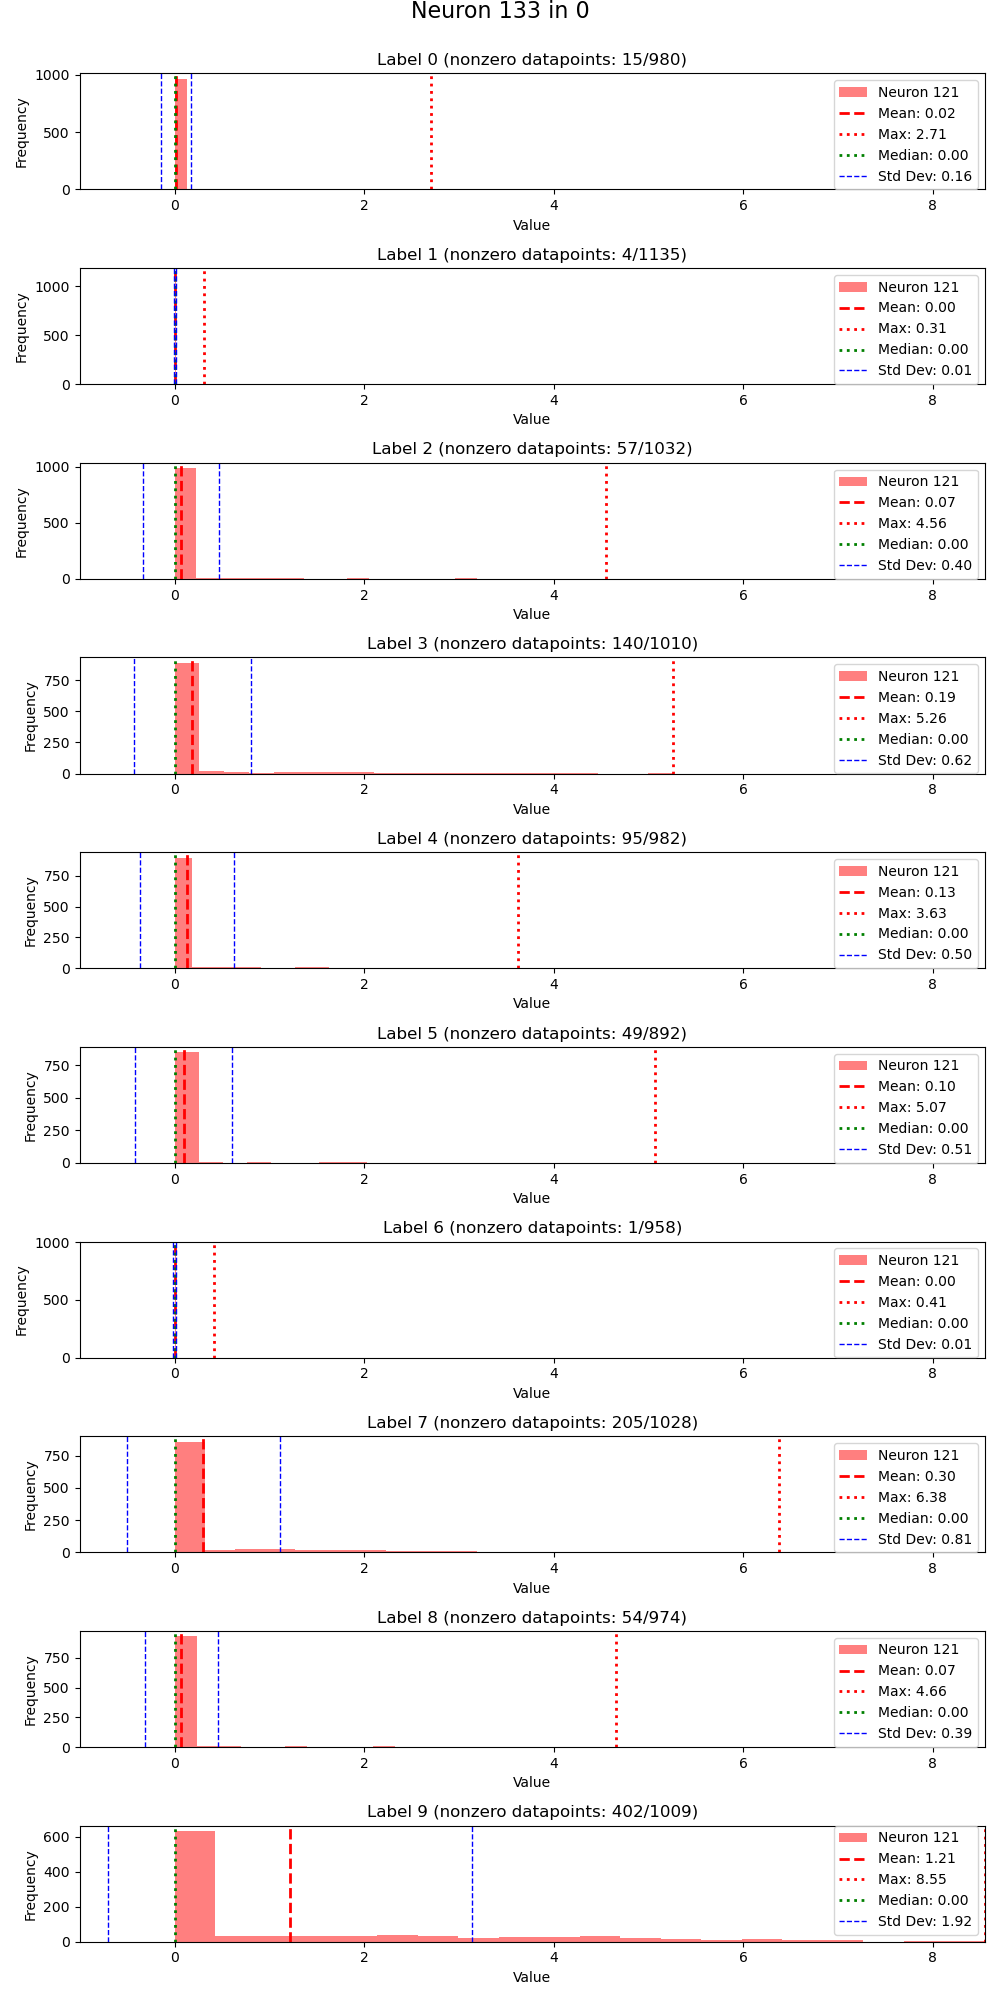 Neuron 133 in 0
Label 0 (nonzero datapoints: 15/980)
1000
500
0
Frequency
Neuron 121
Mean: 0.02
Max: 2.71
Median: 0.00
Std Dev: 0.16
0 2 4 6 8
Value
Label 1 (nonzero datapoints: 4/1135)
1000
500
0
Frequency
Neuron 121
Mean: 0.00
Max: 0.31
Median: 0.00
Std Dev: 0.01
0 2 4 6 8
Value
Label 2 (nonzero datapoints: 57/1032)
1000
500
0
Frequency
Neuron 121
Mean: 0.07
Max: 4.56
Median: 0.00
Std Dev: 0.40
0 2 4 6 8
Value
Label 3 (nonzero datapoints: 140/1010)
750
500
250
0
Frequency
Neuron 121
Mean: 0.19
Max: 5.26
Median: 0.00
Std Dev: 0.62
0 2 4 6 8
Value
Label 4 (nonzero datapoints: 95/982)
750
500
250
0
Frequency
Neuron 121
Mean: 0.13
Max: 3.63
Median: 0.00
Std Dev: 0.50
0 2 4 6 8
Value
Label 5 (nonzero datapoints: 49/892)
750
500
250
0
Frequency
Neuron 121
Mean: 0.10
Max: 5.07
Median: 0.00
Std Dev: 0.51
0 2 4 6 8
Value
Label 6 (nonzero datapoints: 1/958)
1000
500
0
Frequency
Neuron 121
Mean: 0.00
Max: 0.41
Median: 0.00
Std Dev: 0.01
0 2 4 6 8
Value
Label 7 (nonzero datapoints: 205/1028)
750
500
250
0
Frequency
Neuron 121
Mean: 0.30
Max: 6.38
Median: 0.00
Std Dev: 0.81
0 2 4 6 8
Value
Label 8 (nonzero datapoints: 54/974)
750
500
250
0
Frequency
Neuron 121
Mean: 0.07
Max: 4.66
Median: 0.00
Std Dev: 0.39
0 2 4 6 8
Value
Label 9 (nonzero datapoints: 402/1009)
600
400
200
0
Frequency
Neuron 121
Mean: 1.21
Max: 8.55
Median: 0.00
Std Dev: 1.92
0 2 4 6 8
Value